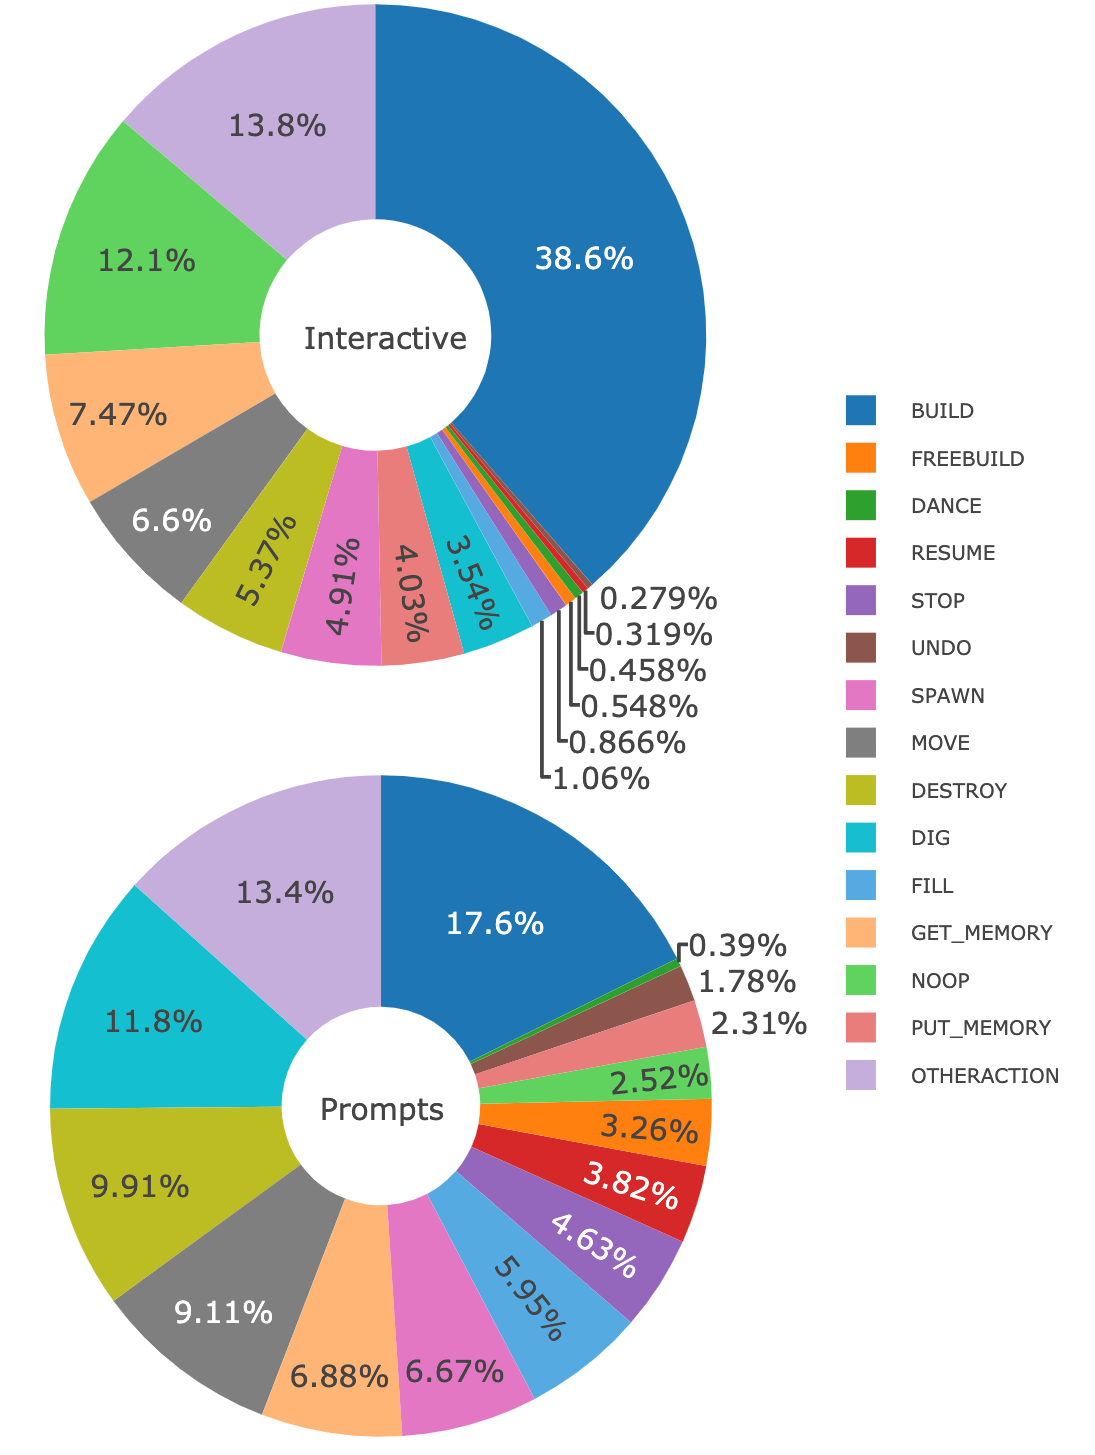 13.8%
38.6%
12.1%
Interactive
7.47%
6.6%
5.37%
4.91%
4.03%
3.54%
0.279%
0.319%
0.458%
0.548%
0.866%
1.06%
13.4%
17.6%
0.39%
1.78%
2.31%
11.8%
2.52%
Prompts
3.26%
3.82%
9.91%
4.63%
5.95%
9.11%
6.88%
6.67%
BUILD
FREEBUILD
DANCE
RESUME
STOP
UNDO
SPAWN
MOVE
DESTROY
DIG
FILL
GET_MEMORY
NOOP
PUT_MEMORY
OTHERACTION